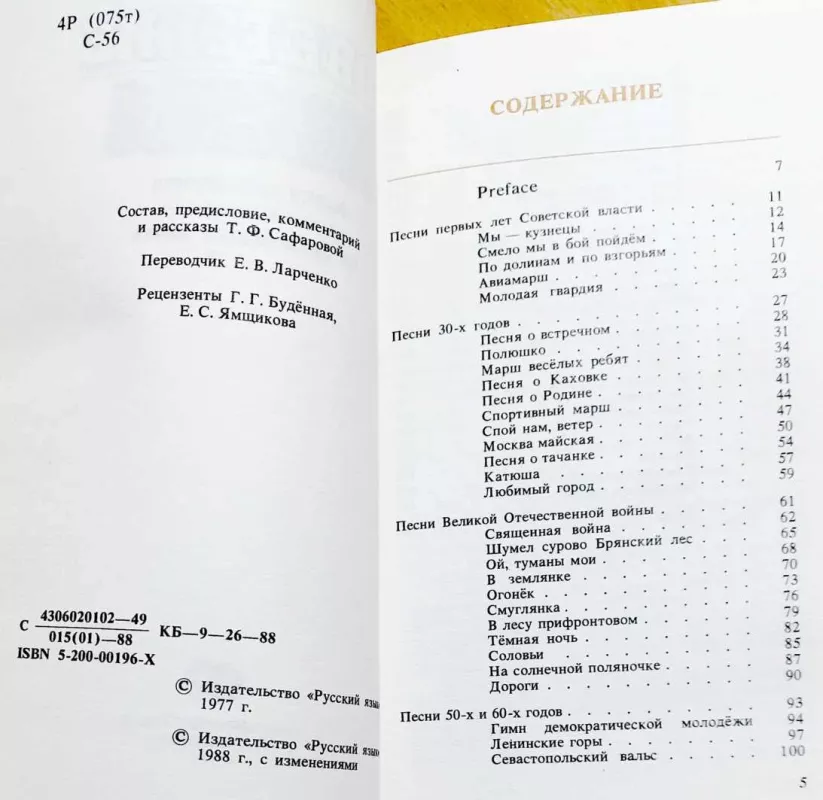 4Р (075т)
С-56
Состав, предисловие, комментарий
и рассказы Т. Ф. Сафаровой
Переводчик Е. В. Ларченко
Рецензенты Г. Г. Будённая,
Е. С. Ямщикова
С 4306020102—49
015(01)—88 КБ—9—26—88
ISBN 5-200-00196-X
© Издательство «Русский язык
1977 г.
© Издательство «Русский язык
1988 г., с изменениями
СОДЕРЖАНИЕ
Preface 7
Песни первых лет Советской власти . . . . . 11
Мы — кузнецы . . . . . . . 12
Смело мы в бой пойдём . . . . . 14
По долинам и по взгорьям . . . . 17
Авиамарш . . . . . . . . 20
Молодая гвардия . . . . . . 23
Песни 30-х годов . . . . . . . . . . 27
Песня о встречном . . . . . . 28
Полюшко . . . . . . . . 31
Марш весёлых ребят . . . . . 34
Песня о Каховке . . . . . . 38
Песня о Родине . . . . . . . 41
Спортивный марш . . . . . . 44
Спой нам, ветер . . . . . . . 47
Москва майская . . . . . . . 50
Песня о тачанке . . . . . . . 54
Катюша . . . . . . . . 57
Любимый город . . . . . . . 59
Песни Великой Отечественной войны . . . . . 61
Священная война . . . . . . 62
Шумел сурово Брянский лес . . . 65
Ой, туманы мои . . . . . . . 68
В землянке . . . . . . . . 70
Огонёк . . . . . . . . . 73
Смуглянка . . . . . . . . 76
В лесу прифронтовом . . . . . 79
Тёмная ночь . . . . . . . . 82
Соловьи . . . . . . . . . 85
На солнечной поляночке . . . . 87
Дороги . . . . . . . . . 90
Песни 50-х и 60-х годов . . . . . . . . 93
Гимн демократической молодёжи 94
Ленинские горы . . . . . . . 97
Севастопольский вальс . . . . . 100
5